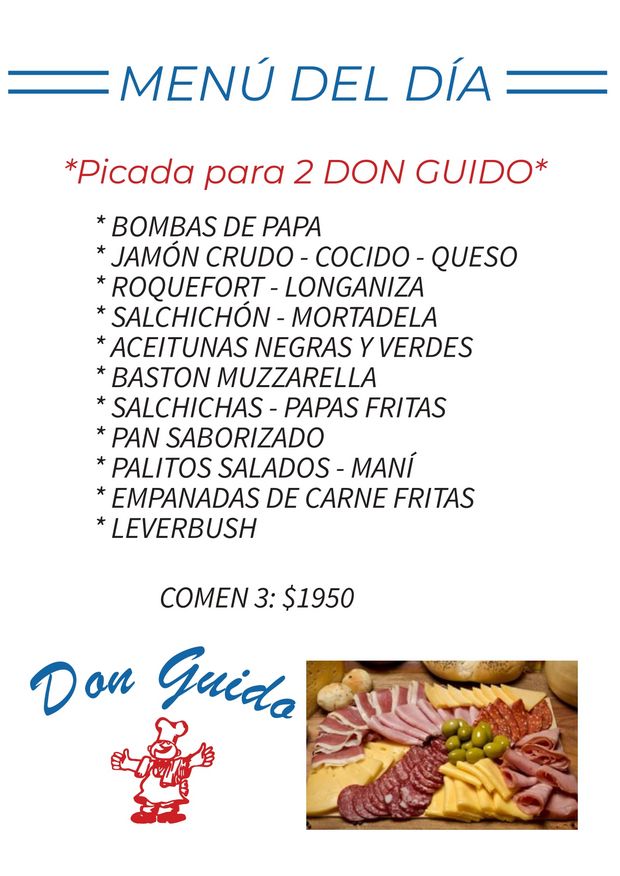 MENÚ DEL DÍA
*Picada para 2 DON GUIDO*
* BOMBAS DE PAPA
* JAMÓN CRUDO - COCIDO - QUESO
* ROQUEFORT - LONGANIZA
* SALCHICHÓN - MORTADELA
* ACEITUNAS NEGRAS Y VERDES
* BASTON MUZZARELLA
* SALCHICHAS - PAPAS FRITAS
* PAN SABORIZADO
* PALITOS SALADOS - MANÍ
* EMPANADAS DE CARNE FRITAS
* LEVERBUSH
COMEN 3: $1950
Don Guido